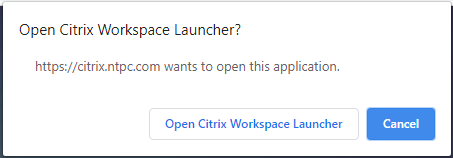 Open Citrix Workspace Launcher?
https://citrix.ntpc.com wants to open this application.
Open Citrix Workspace Launcher Cancel